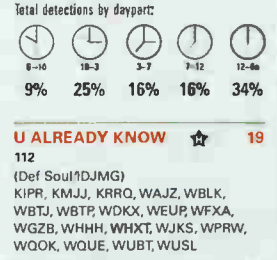 Total detections by daypart:
6-10 10-3 3-7 7-12 12-6a
9% 25% 16% 16% 34%
U ALREADY KNOW 19
112
(Def Soul/IDJMG)
KIPR, KMJJ, KRRQ, WAJZ, WBLK,
WBTJ, WBTP, WDKX, WEUP, WFXA,
WGZB, WHHH, WHXT, WJKS, WPRW,
WQOK, WQUE, WUBT, WUSL